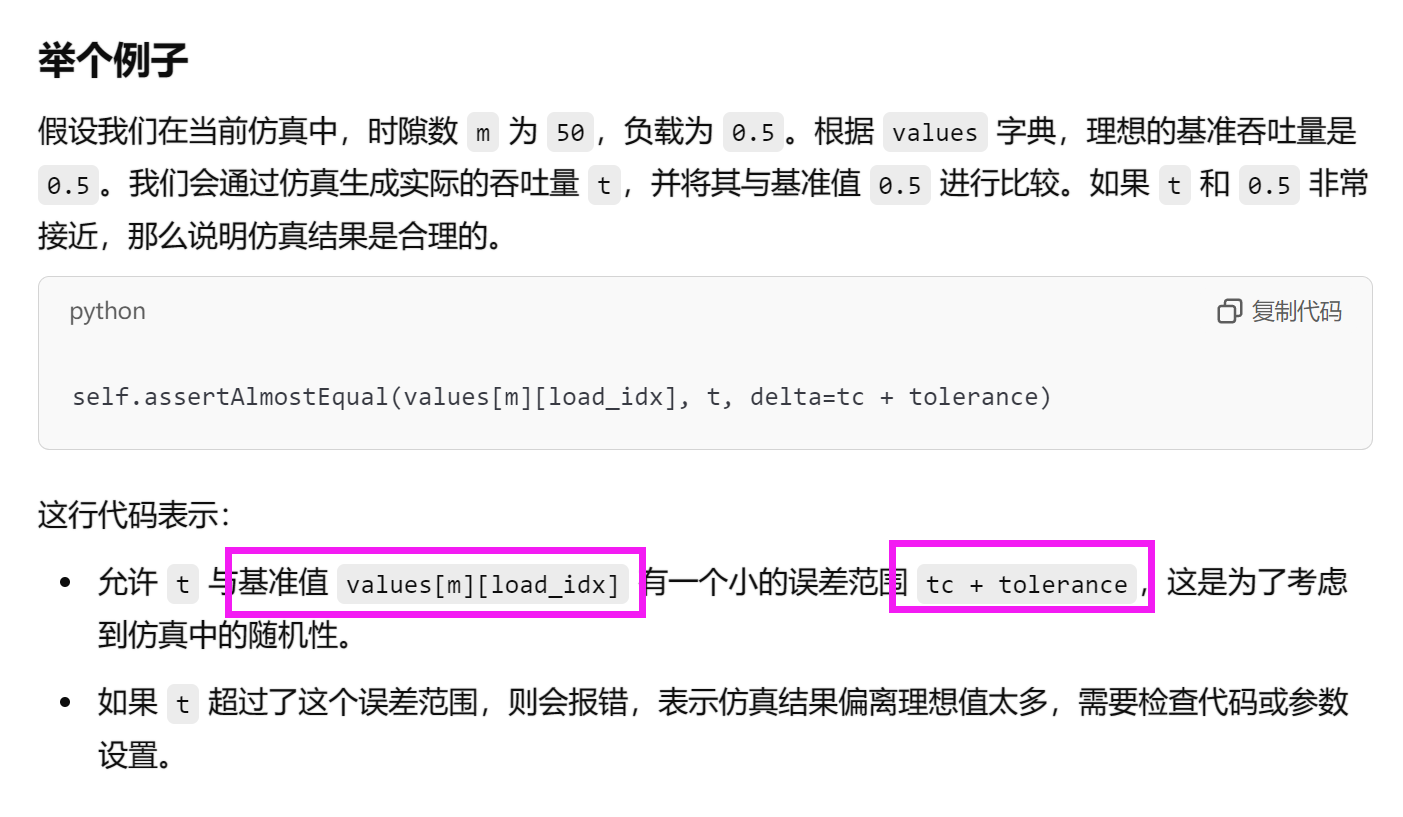 举个例子
假设我们在当前仿真中，时隙数 m 为 50，负载为 0.5。根据 values 字典，理想的基准吞吐量是
0.5。我们会通过仿真生成实际的吞吐量 t，并将其与基准值 0.5 进行比较。如果 t 和 0.5 非常
接近，那么说明仿真结果是合理的。
python 复制代码
self.assertAlmostEqual(values[m][load_idx], t, delta=tc + tolerance)
这行代码表示：
• 允许 t 与基准值 values[m][load_idx] 有一个小的误差范围 tc + tolerance，这是为了考虑
到仿真中的随机性。
• 如果 t 超过了这个误差范围，则会报错，表示仿真结果偏离理想值太多，需要检查代码或参数
设置。